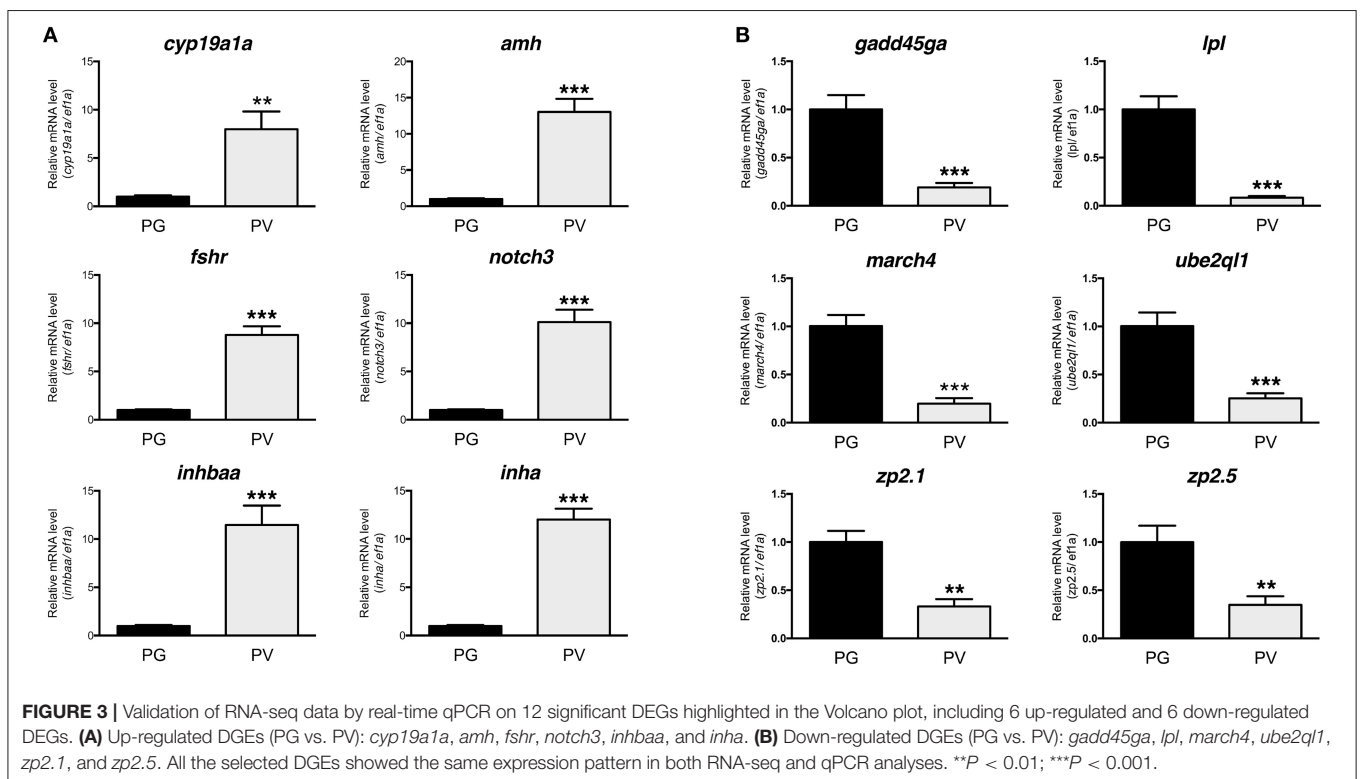 A
cyp19a1a
Relative mRNA level
(cyp19a1a/ef1a)
15
10
5
0
**
PG
PV
amh
Relative mRNA level
(amh/ef1a)
20
15
10
5
0
***
PG
PV
B
gadd45ga
Relative mRNA level
(gadd45ga/ef1a)
1.5
1.0
0.5
0.0
***
PG
PV
lpl
Relative mRNA level
(lpl/ef1a)
1.5
1.0
0.5
0.0
***
PG
PV
fshr
Relative mRNA level
(fshr/ef1a)
15
10
5
0
***
PG
PV
notch3
Relative mRNA level
(notch3/ef1a)
15
10
5
0
***
PG
PV
march4
Relative mRNA level
(march4/ef1a)
1.5
1.0
0.5
0.0
***
PG
PV
ube2ql1
Relative mRNA level
(ube2ql1/ef1a)
1.5
1.0
0.5
0.0
***
PG
PV
inhbaa
Relative mRNA level
(inhbaa/ef1a)
15
10
5
0
***
PG
PV
inha
Relative mRNA level
(inha/ef1a)
15
10
5
0
***
PG
PV
zp2.1
Relative mRNA level
(zp2.1/ef1a)
1.5
1.0
0.5
0.0
**
PG
PV
zp2.5
Relative mRNA level
(zp2.5/ef1a)
1.5
1.0
0.5
0.0
**
PG
PV
FIGURE 3 | Validation of RNA-seq data by real-time qPCR on 12 significant DEGs highlighted in the Volcano plot, including 6 up-regulated and 6 down-regulated
DEGs. (A) Up-regulated DGEs (PG vs. PV): cyp19a1a, amh, fshr, notch3, inhbaa, and inha. (B) Down-regulated DGEs (PG vs. PV): gadd45ga, lpl, march4, ube2ql1,
zp2.1, and zp2.5. All the selected DGEs showed the same expression pattern in both RNA-seq and qPCR analyses. **P < 0.01; ***P < 0.001.